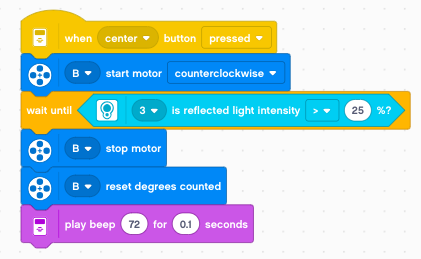 when center button pressed
B start motor counterclockwise
wait until 3 is reflected light intensity > 25 %?
B stop motor
B reset degrees counted
play beep 72 for 0.1 seconds